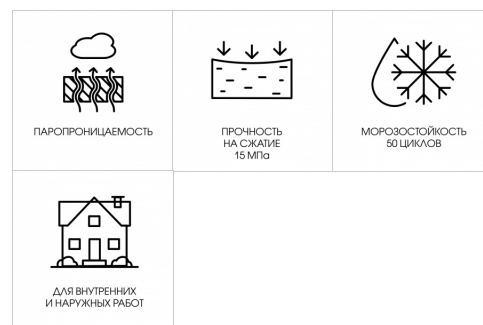 ПАРОПРОНИЦАЕМОСТЬ
ПРОЧНОСТЬ
НА СЖАТИЕ
15 МПа
МОРОЗОСТОЙКОСТЬ
50 ЦИКЛОВ
ДЛЯ ВНУТРЕННИХ
И НАРУЖНЫХ РАБОТ